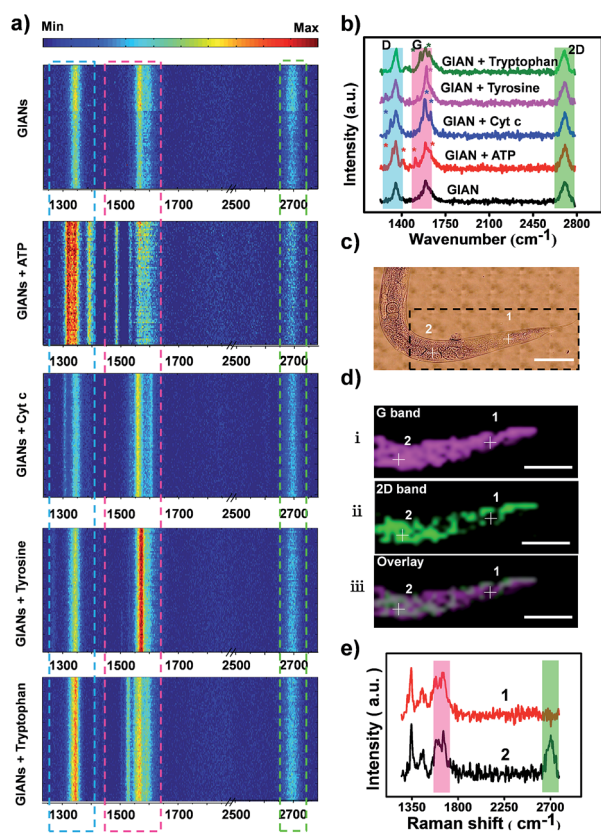 a)
Min
Max
GIANs
1300 1500 1700 2500 2700
GIANs + ATP
1300 1500 1700 2500 2700
GIANs + Cyt c
1300 1500 1700 2500 2700
GIANs + Tyrosine
1300 1500 1700 2500 2700
GIANs + Tryptophan
1300 1500 1700 2500 2700
b)
D G 2D
* GIAN + Tryptophan
* GIAN + Tyrosine
* * GIAN + Cyt c
* * * * GIAN + ATP
GIAN
Intensity (a.u.)
1400 1750 2100 2450 2800
Wavenumber (cm-1)
c)
1
2
d)
i
G band
1
2
ii
2D band
1
2
iii
Overlay
1
2
e)
Intensity ( a.u. )
1
2
1350 1800 2250 2700
Raman shift ( cm-1)